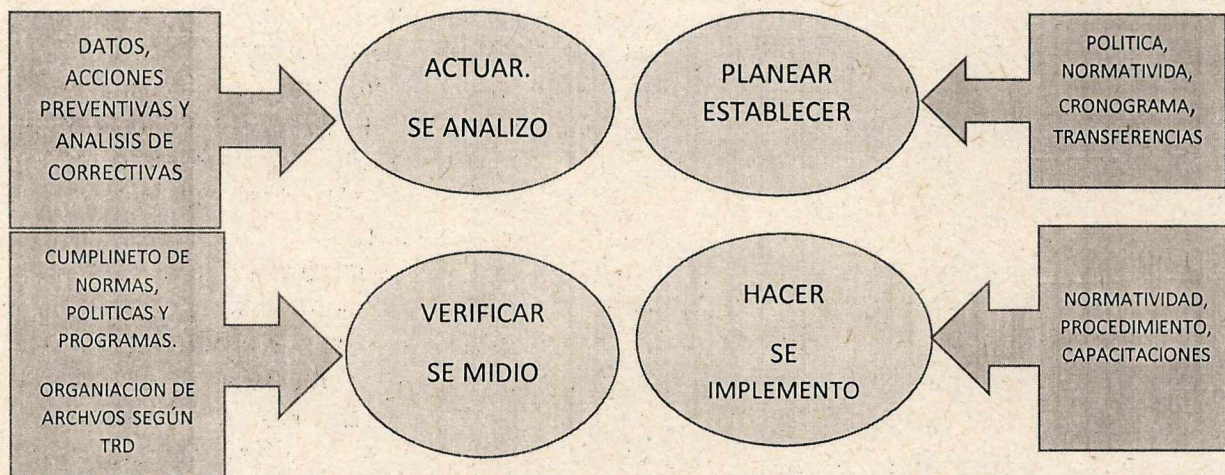 DATOS,
ACCIONES
PREVENTIVAS Y
ANALISIS DE
CORRECTIVAS
ACTUAR.
SE ANALIZO
PLANEAR
ESTABLECER
POLITICA,
NORMATIVIDA,
CRONOGRAMA,
TRANSFERENCIAS
CUMPLINETO DE
NORMAS,
POLITICAS Y
PROGRAMAS.
ORGANIACION DE
ARCHVOS SEGÚN
TRD
VERIFICAR
SE MIDIO
HACER
SE
IMPLEMENTO
NORMATIVIDAD,
PROCEDIMIENTO,
CAPACITACIONES